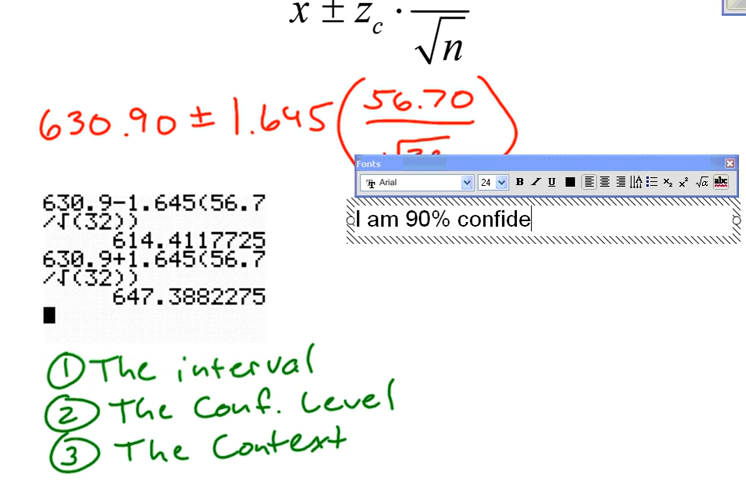 x ± z_c · √n
630.90 ± 1.645(56.70
Fonts
Arial 24 B I U
I am 90% confide
630.9−1.645(56.7
/√(32))
614.4117725
630.9+1.645(56.7
/√(32))
647.3882275
① The interval
② The Conf. Level
③ The Context